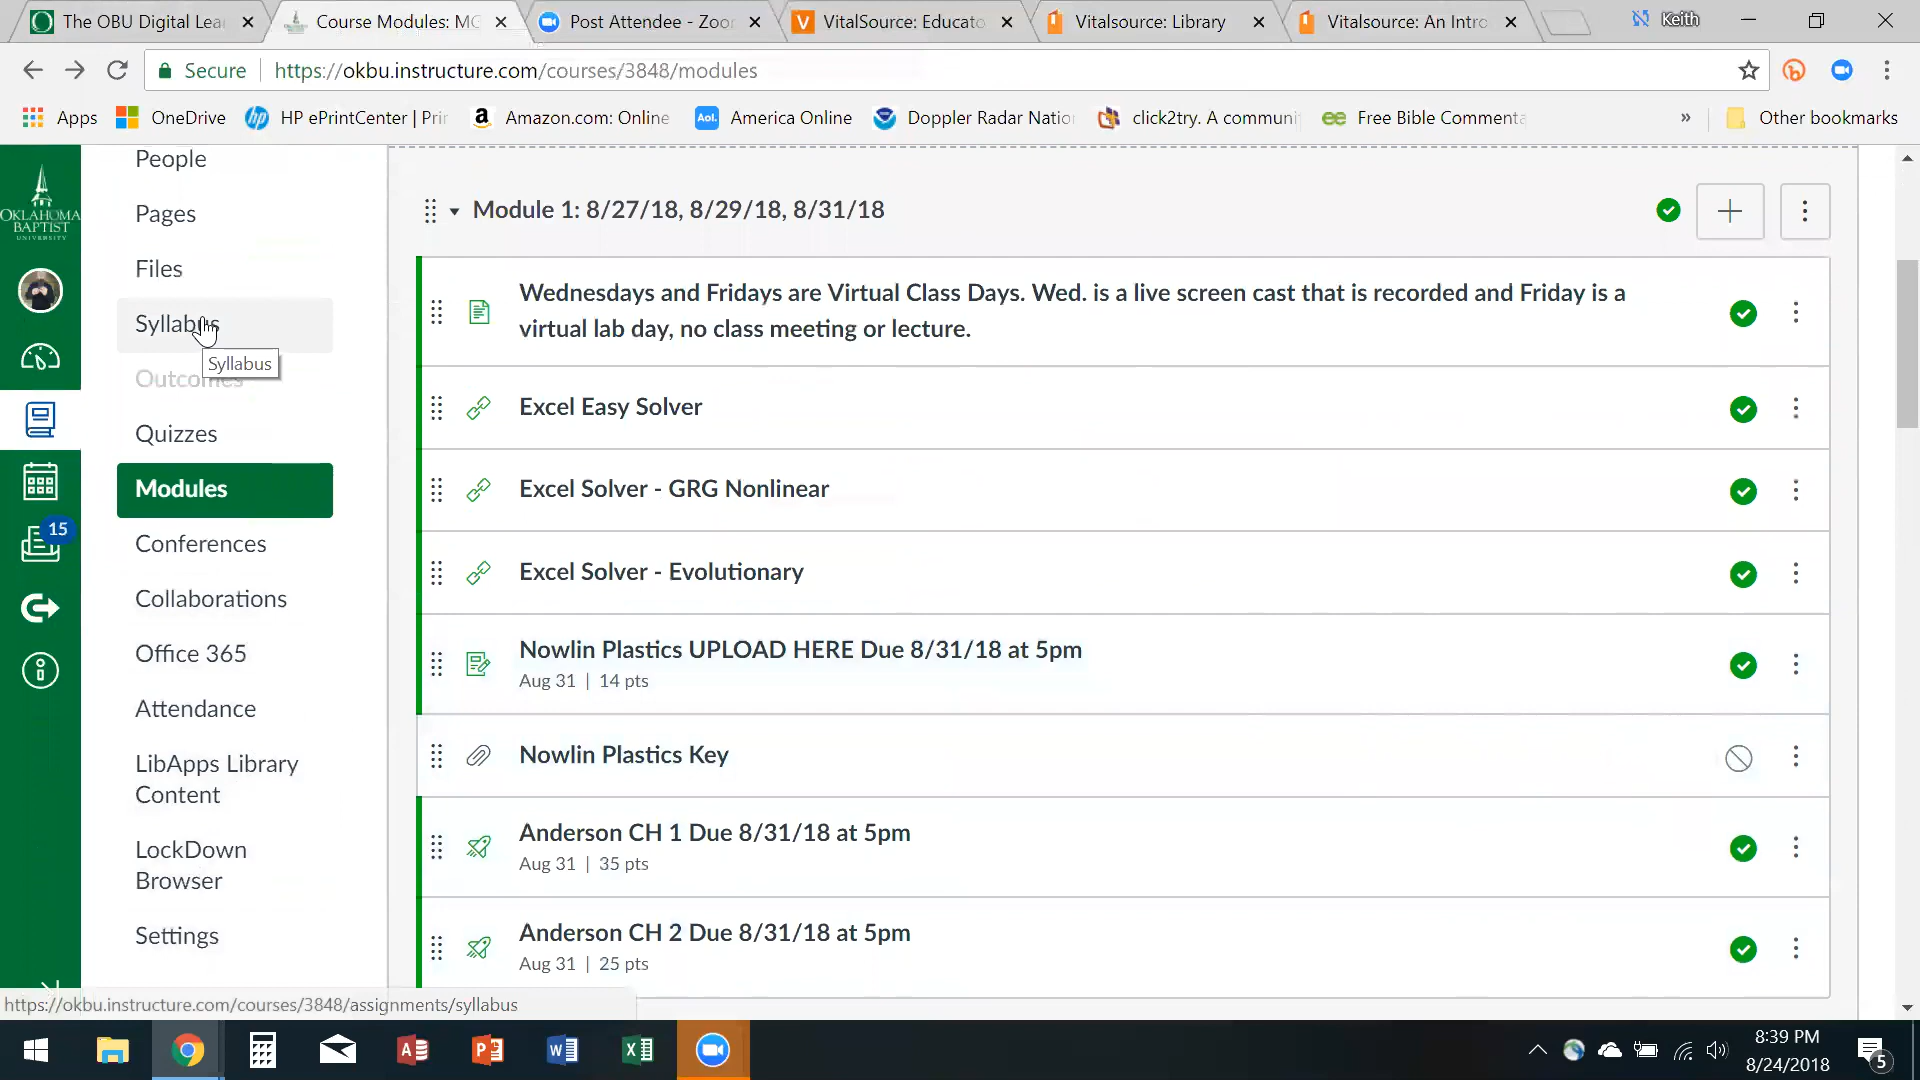 The OBU Digital Lea
Course Modules: MG
Post Attendee - Zoo
VitalSource: Educato
Vitalsource: Library
Vitalsource: An Intro
Keith
Secure
https://okbu.instructure.com/courses/3848/modules
Apps
OneDrive
HP ePrintCenter | Pri
Amazon.com: Online
Aol.
America Online
Doppler Radar Natio
click2try. A communi
Free Bible Commenta
»
Other bookmarks
OKLAHOMA
BAPTIST
UNIVERSITY
15
People
Pages
Files
Syllabus
Syllabus
Outcomes
Quizzes
Modules
Conferences
Collaborations
Office 365
Attendance
LibApps Library
Content
LockDown
Browser
Settings
Module 1: 8/27/18, 8/29/18, 8/31/18
Wednesdays and Fridays are Virtual Class Days. Wed. is a live screen cast that is recorded and Friday is a
virtual lab day, no class meeting or lecture.
Excel Easy Solver
Excel Solver - GRG Nonlinear
Excel Solver - Evolutionary
Nowlin Plastics UPLOAD HERE Due 8/31/18 at 5pm
Aug 31 | 14 pts
Nowlin Plastics Key
Anderson CH 1 Due 8/31/18 at 5pm
Aug 31 | 35 pts
Anderson CH 2 Due 8/31/18 at 5pm
Aug 31 | 25 pts
https://okbu.instructure.com/courses/3848/assignments/syllabus
8:39 PM
8/24/2018
5